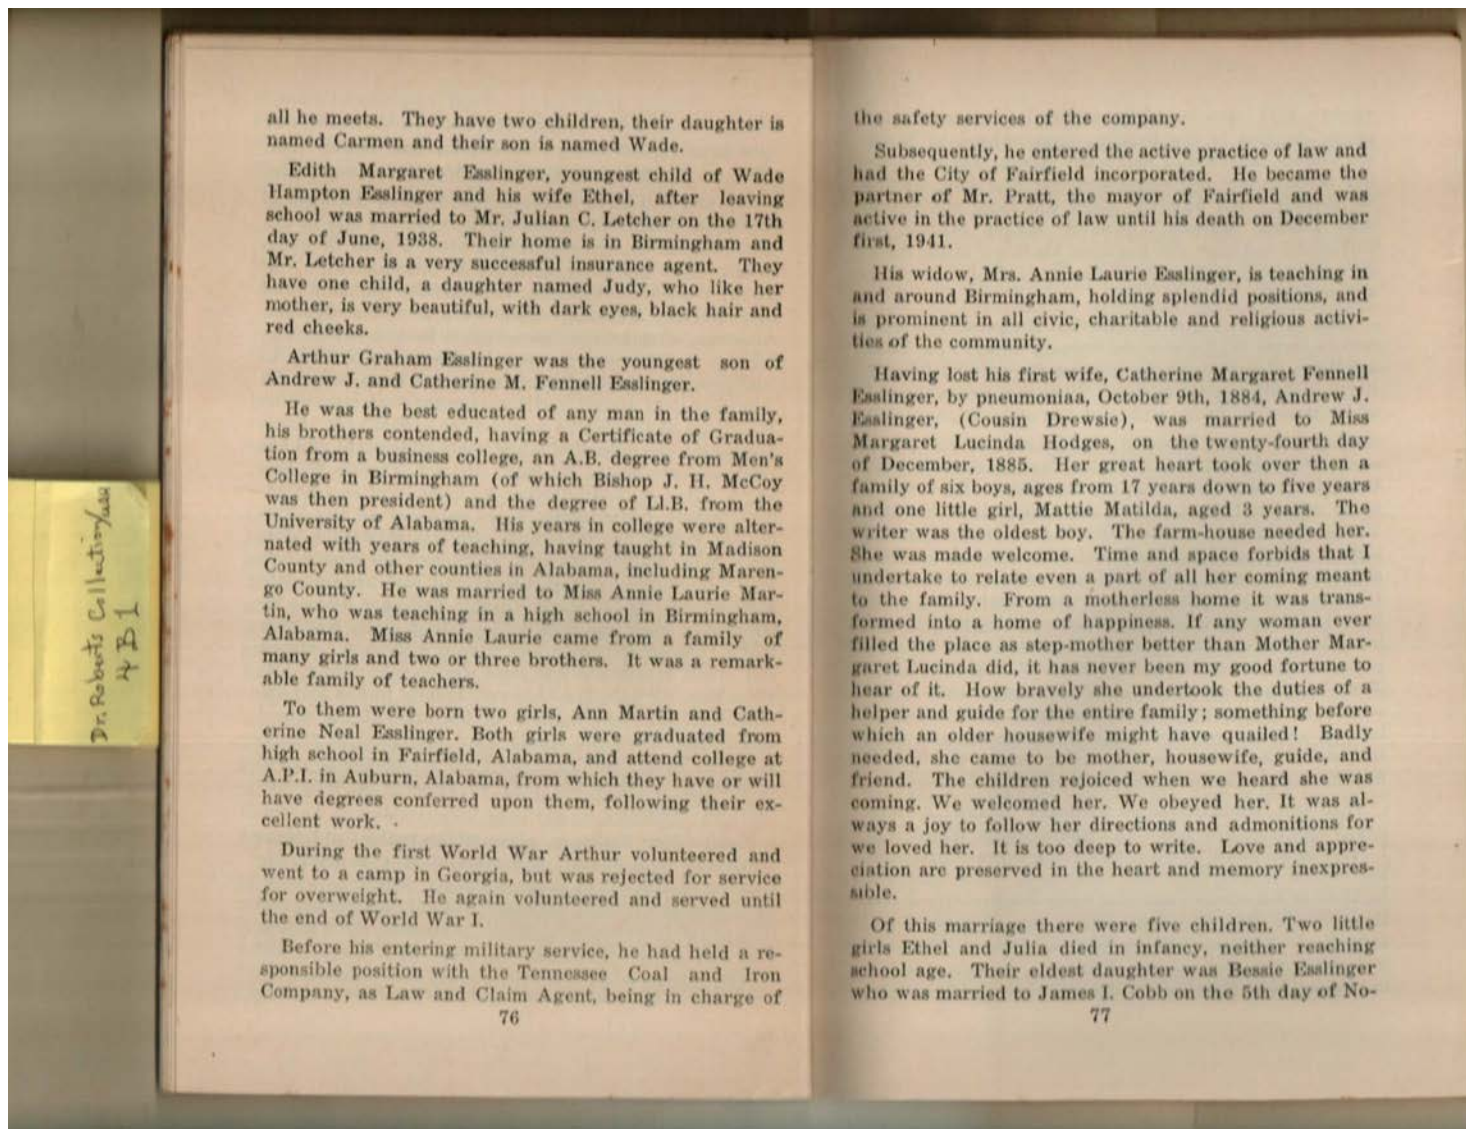 all he meets. They have two children, their daughter is
named Carmen and their son is named Wade.
Edith Margaret Esslinger, youngest child of Wade
Hampton Esslinger and his wife Ethel, after leaving
school was married to Mr. Julian C. Letcher on the 17th
day of June, 1938. Their home is in Birmingham and
Mr. Letcher is a very successful insurance agent. They
have one child, a daughter named Judy, who like her
mother, is very beautiful, with dark eyes, black hair and
red cheeks.
Arthur Graham Esslinger was the youngest son of
Andrew J. and Catherine M. Fennell Esslinger.
He was the best educated of any man in the family,
his brothers contended, having a Certificate of Gradua-
tion from a business college, an A.B. degree from Men's
College in Birmingham (of which Bishop J. H. McCoy
was then president) and the degree of Ll.B. from the
University of Alabama. His years in college were alter-
nated with years of teaching, having taught in Madison
County and other counties in Alabama, including Maren-
go County. He was married to Miss Annie Laurie Mar-
tin, who was teaching in a high school in Birmingham,
Alabama. Miss Annie Laurie came from a family of
many girls and two or three brothers. It was a remark-
able family of teachers.
To them were born two girls, Ann Martin and Cath-
erine Neal Esslinger. Both girls were graduated from
high school in Fairfield, Alabama, and attend college at
A.P.I. in Auburn, Alabama, from which they have or will
have degrees conferred upon them, following their ex-
cellent work.
During the first World War Arthur volunteered and
went to a camp in Georgia, but was rejected for service
for overweight. He again volunteered and served until
the end of World War I.
Before his entering military service, he had held a re-
sponsible position with the Tennessee Coal and Iron
Company, as Law and Claim Agent, being in charge of
76
the safety services of the company.
Subsequently, he entered the active practice of law and
had the City of Fairfield incorporated. He became the
partner of Mr. Pratt, the mayor of Fairfield and was
active in the practice of law until his death on December
first, 1941.
His widow, Mrs. Annie Laurie Esslinger, is teaching in
and around Birmingham, holding splendid positions, and
is prominent in all civic, charitable and religious activi-
ties of the community.
Having lost his first wife, Catherine Margaret Fennell
Esslinger, by pneumoniaa, October 9th, 1884, Andrew J.
Esslinger, (Cousin Drewsie), was married to Miss
Margaret Lucinda Hodges, on the twenty-fourth day
of December, 1885. Her great heart took over then a
family of six boys, ages from 17 years down to five years
and one little girl, Mattie Matilda, aged 3 years. The
writer was the oldest boy. The farm-house needed her.
She was made welcome. Time and space forbids that I
undertake to relate even a part of all her coming meant
to the family. From a motherless home it was trans-
formed into a home of happiness. If any woman ever
filled the place as step-mother better than Mother Mar-
garet Lucinda did, it has never been my good fortune to
hear of it. How bravely she undertook the duties of a
helper and guide for the entire family; something before
which an older housewife might have quailed! Badly
needed, she came to be mother, housewife, guide, and
friend. The children rejoiced when we heard she was
coming. We welcomed her. We obeyed her. It was al-
ways a joy to follow her directions and admonitions for
we loved her. It is too deep to write. Love and appre-
ciation are preserved in the heart and memory inexpres-
sible.
Of this marriage there were five children. Two little
girls Ethel and Julia died in infancy, neither reaching
school age. Their eldest daughter was Bessie Esslinger
who was married to James I. Cobb on the 5th day of No-
77
Dr. Roberts Collection
4 B 1